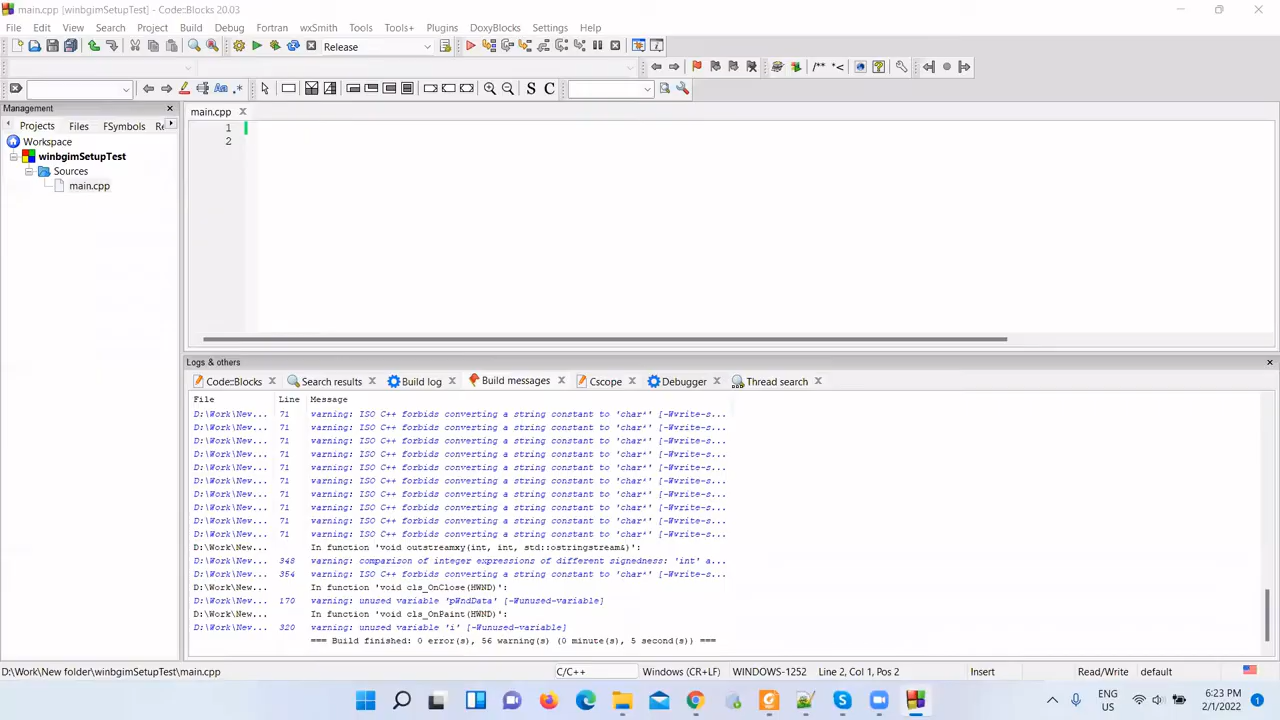 main.cpp [winbgimSetupTest] - Code::Blocks 20.03
File Edit View Search Project Build Debug Fortran wxSmith Tools Tools+ Plugins DoxyBlocks Settings Help
Release
/** *<
Aa .*
S C
Management
main.cpp
Projects Files FSymbols Re
1
Workspace
2
winbgimSetupTest
Sources
main.cpp
Logs & others
Code::Blocks Search results Build log Build messages Cscope Debugger Thread search
File Line Message
D:\Work\New... 71 warning: ISO C++ forbids converting a string constant to 'char*' [-Wwrite-s...
D:\Work\New... 71 warning: ISO C++ forbids converting a string constant to 'char*' [-Wwrite-s...
D:\Work\New... 71 warning: ISO C++ forbids converting a string constant to 'char*' [-Wwrite-s...
D:\Work\New... 71 warning: ISO C++ forbids converting a string constant to 'char*' [-Wwrite-s...
D:\Work\New... 71 warning: ISO C++ forbids converting a string constant to 'char*' [-Wwrite-s...
D:\Work\New... 71 warning: ISO C++ forbids converting a string constant to 'char*' [-Wwrite-s...
D:\Work\New... 71 warning: ISO C++ forbids converting a string constant to 'char*' [-Wwrite-s...
D:\Work\New... 71 warning: ISO C++ forbids converting a string constant to 'char*' [-Wwrite-s...
D:\Work\New... 71 warning: ISO C++ forbids converting a string constant to 'char*' [-Wwrite-s...
D:\Work\New... 71 warning: ISO C++ forbids converting a string constant to 'char*' [-Wwrite-s...
D:\Work\New... In function 'void outstreamxy(int, int, std::ostringstream&)':
D:\Work\New... 348 warning: comparison of integer expressions of different signedness: 'int' a...
D:\Work\New... 354 warning: ISO C++ forbids converting a string constant to 'char*' [-Wwrite-s...
D:\Work\New... In function 'void cls_OnClose(HWND)':
D:\Work\New... 170 warning: unused variable 'pWndData' [-Wunused-variable]
D:\Work\New... In function 'void cls_OnPaint(HWND)':
D:\Work\New... 320 warning: unused variable 'i' [-Wunused-variable]
=== Build finished: 0 error(s), 56 warning(s) (0 minute(s), 5 second(s)) ===
D:\Work\New folder\winbgimSetupTest\main.cpp C/C++ Windows (CR+LF) WINDOWS-1252 Line 2, Col 1, Pos 2 Insert Read/Write default
ENG
US
6:23 PM
2/1/2022
1